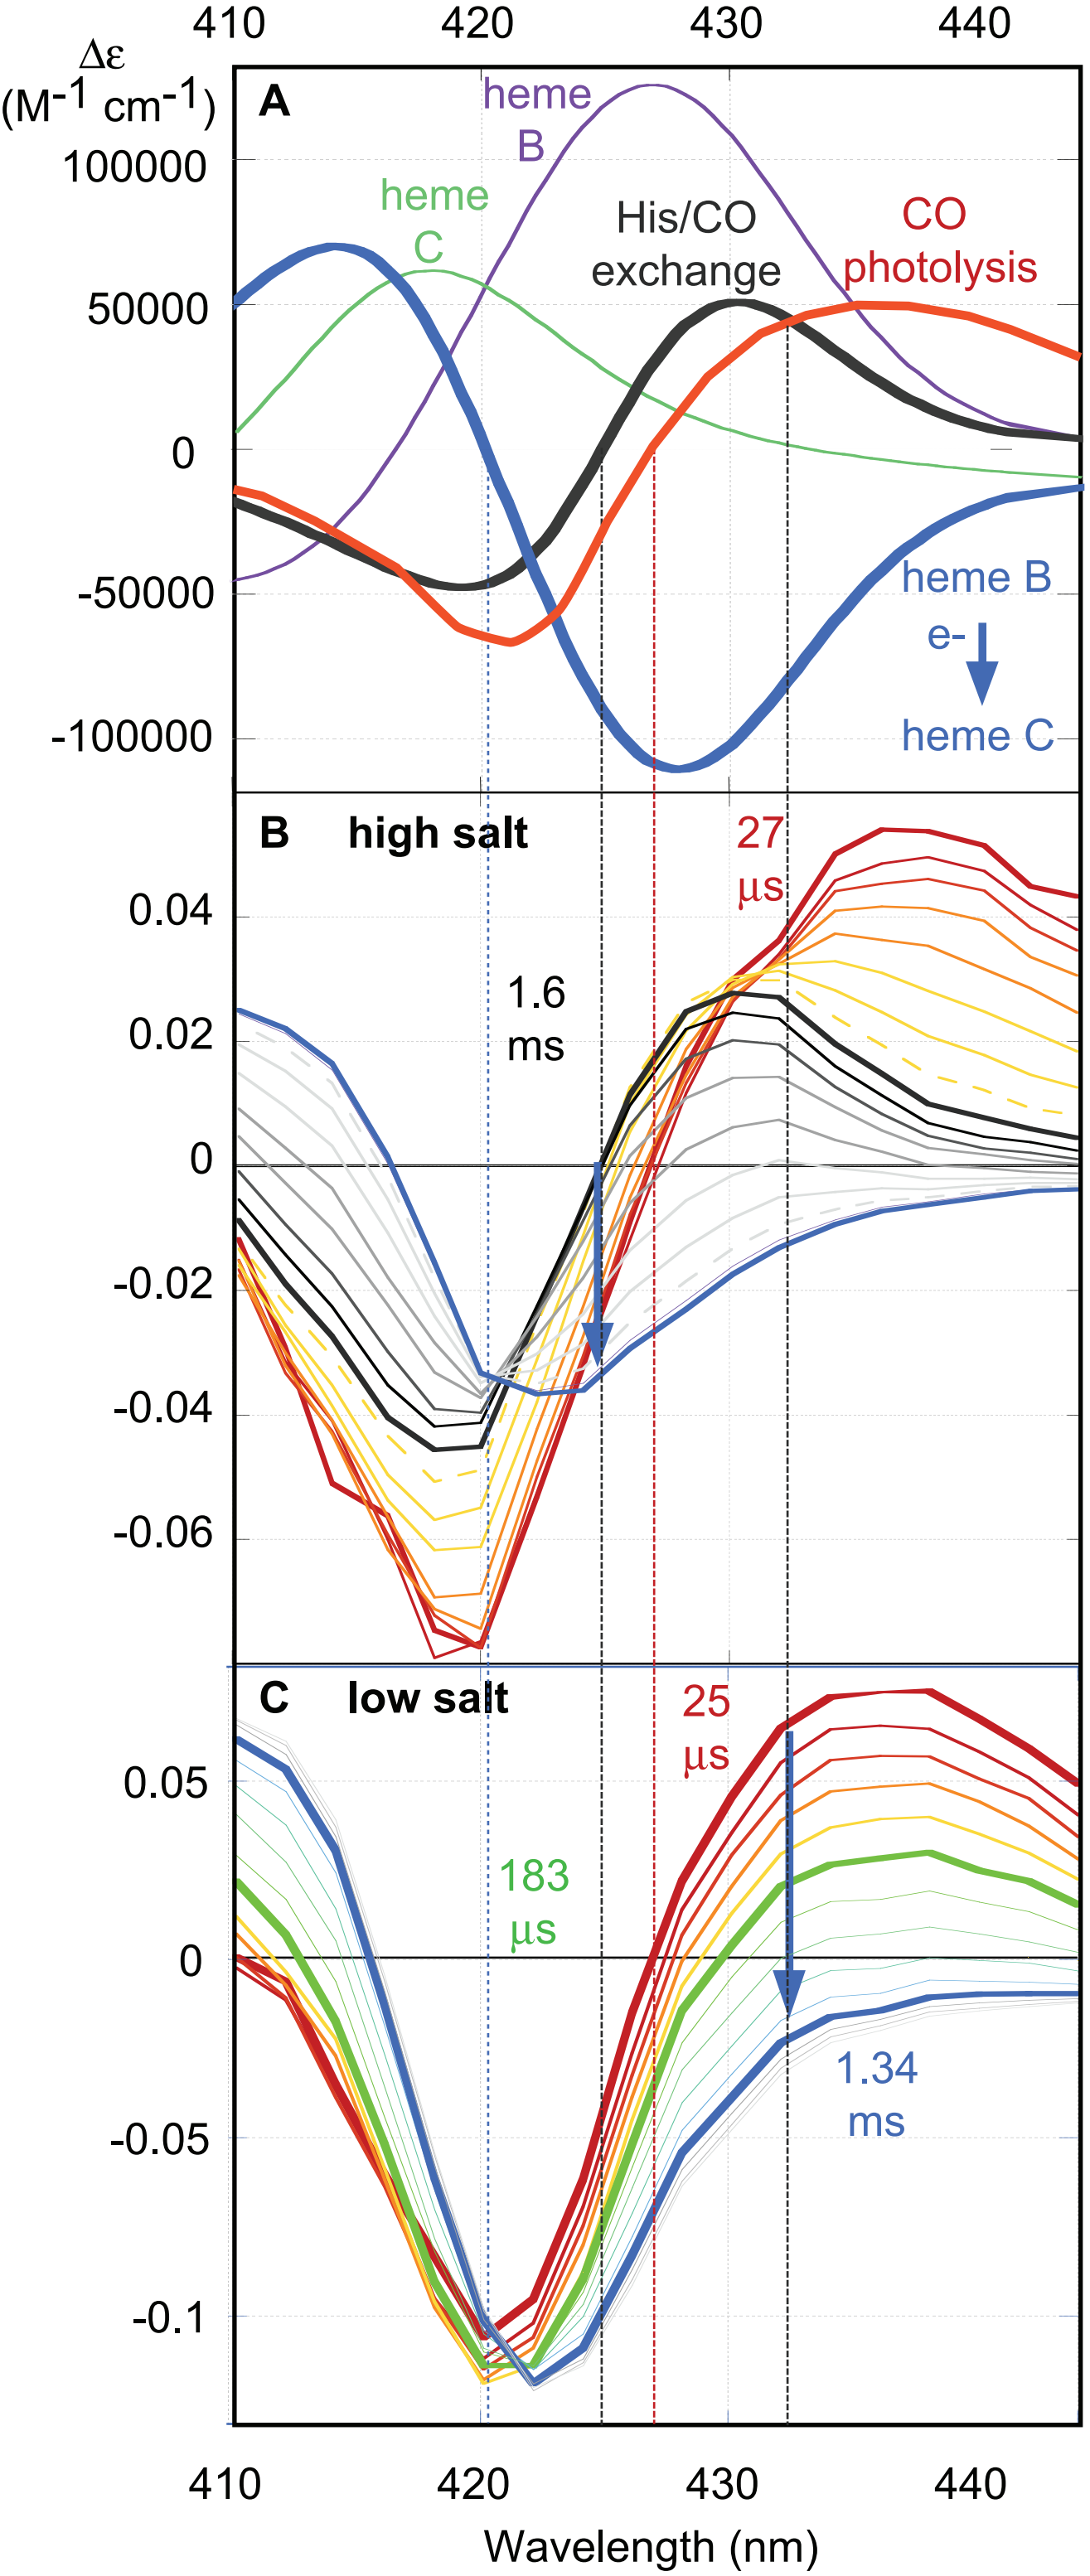 410 420 430 440
Δε
(M-1 cm-1)
A
heme
B
100000
heme
C
His/CO
exchange
CO
photolysis
50000
0
-50000
heme B
e-
heme C
-100000
B high salt
27
μs
0.04
1.6
ms
0.02
0
-0.02
-0.04
-0.06
C low salt
25
μs
0.05
183
μs
0
1.34
ms
-0.05
-0.1
410 420 430 440
Wavelength (nm)